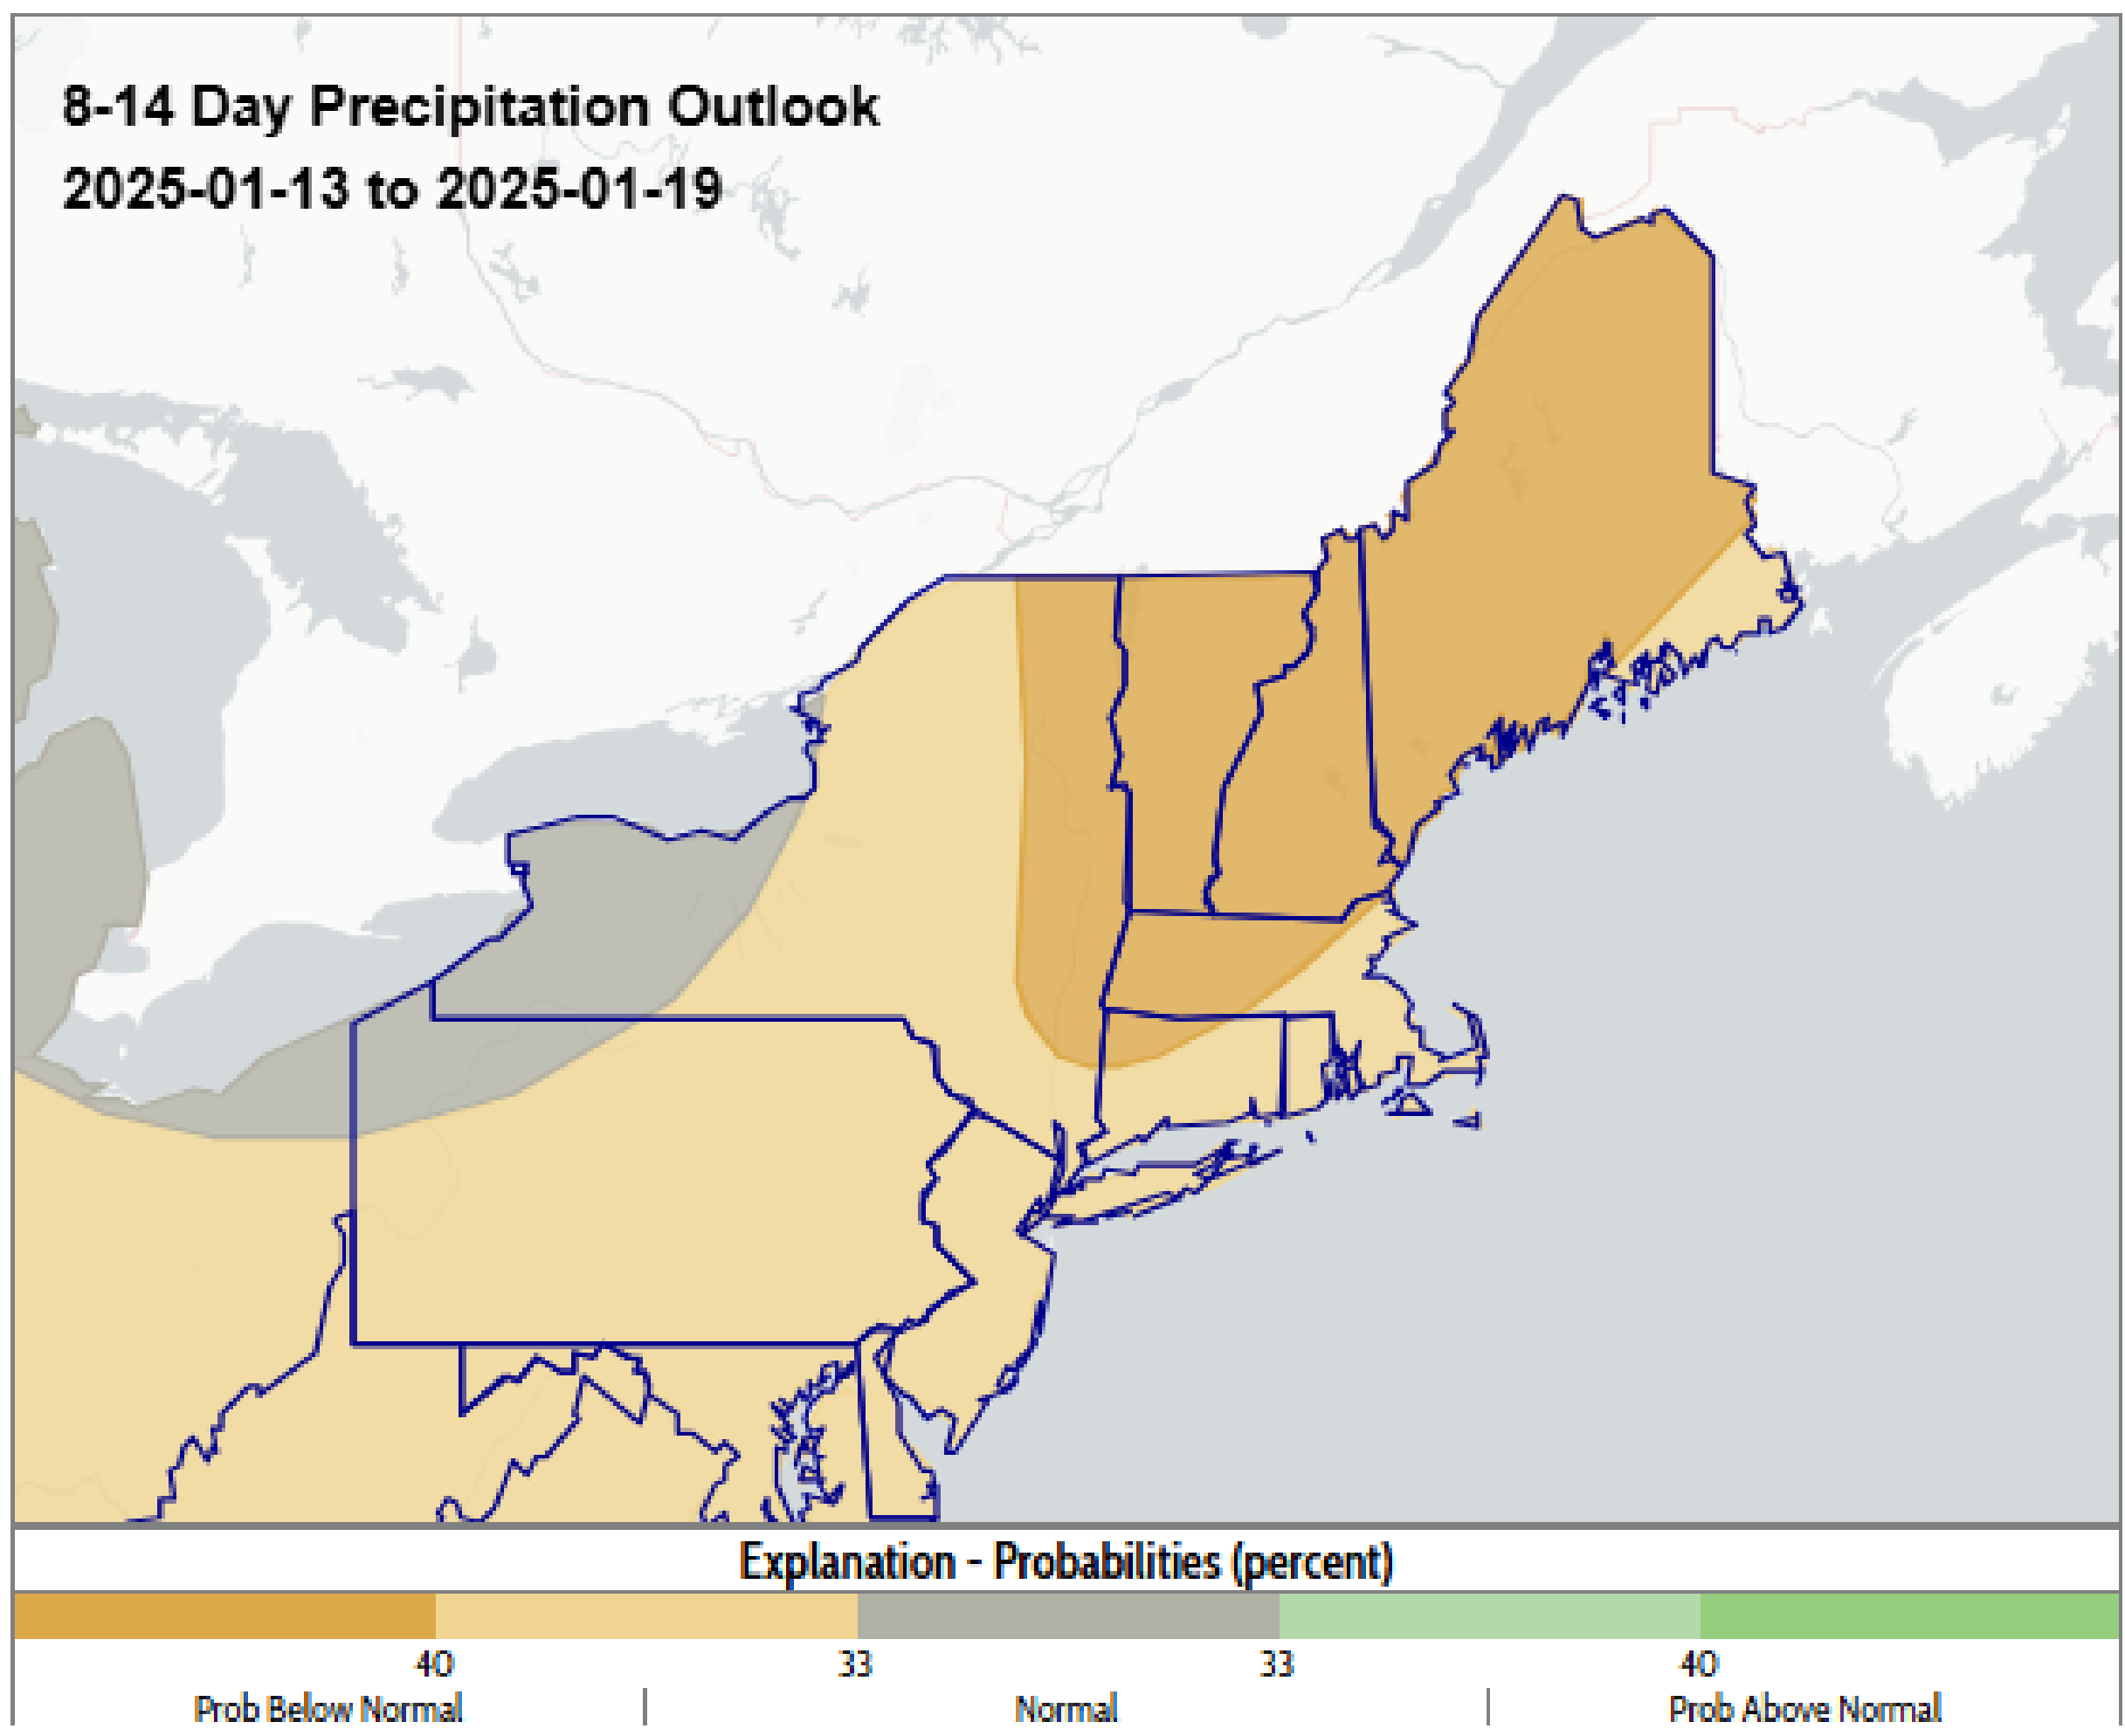 8-14 Day Precipitation Outlook
2025-01-13 to 2025-01-19
Explanation - Probabilities (percent)
40 33 33 40
Prob Below Normal | Normal | Prob Above Normal